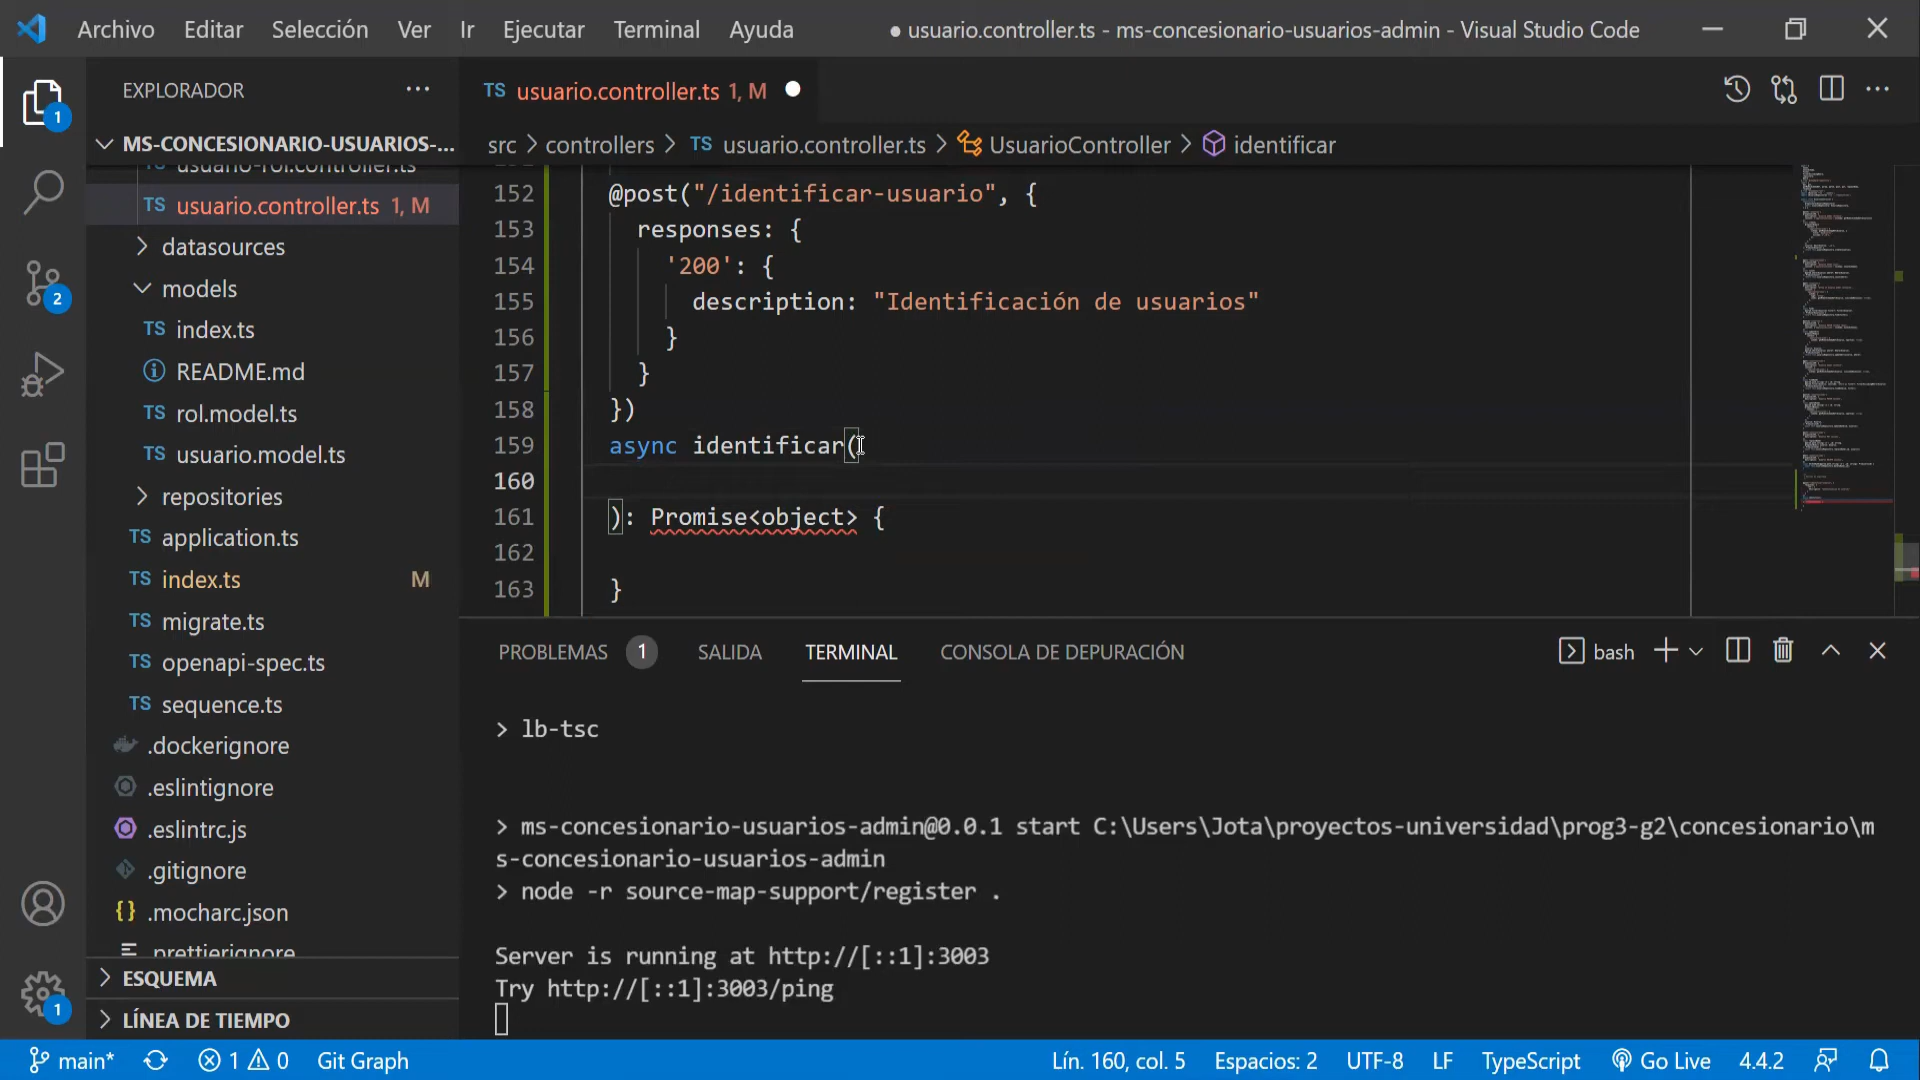 Archivo Editar Selección Ver Ir Ejecutar Terminal Ayuda ● usuario.controller.ts - ms-concesionario-usuarios-admin - Visual Studio Code
EXPLORADOR ···
TS usuario.controller.ts 1, M
MS-CONCESIONARIO-USUARIOS-...
src > controllers > TS usuario.controller.ts > UsuarioController > identificar
usuario-rol.controller.ts
TS usuario.controller.ts 1, M
datasources
models
TS index.ts
README.md
TS rol.model.ts
TS usuario.model.ts
repositories
TS application.ts
TS index.ts M
TS migrate.ts
TS openapi-spec.ts
TS sequence.ts
.dockerignore
.eslintignore
.eslintrc.js
.gitignore
{} .mocharc.json
.prettierignore
ESQUEMA
LÍNEA DE TIEMPO
1
2
1
152 @post("/identificar-usuario", {
153 responses: {
154 '200': {
155 description: "Identificación de usuarios"
156 }
157 }
158 })
159 async identificar(
160
161 ): Promise<object> {
162
163 }
PROBLEMAS 1 SALIDA TERMINAL CONSOLA DE DEPURACIÓN bash
> lb-tsc
> ms-concesionario-usuarios-admin@0.0.1 start C:\Users\Jota\proyectos-universidad\prog3-g2\concesionario\m
s-concesionario-usuarios-admin
> node -r source-map-support/register .
Server is running at http://[::1]:3003
Try http://[::1]:3003/ping
main* 1 0 Git Graph Lín. 160, col. 5 Espacios: 2 UTF-8 LF TypeScript Go Live 4.4.2